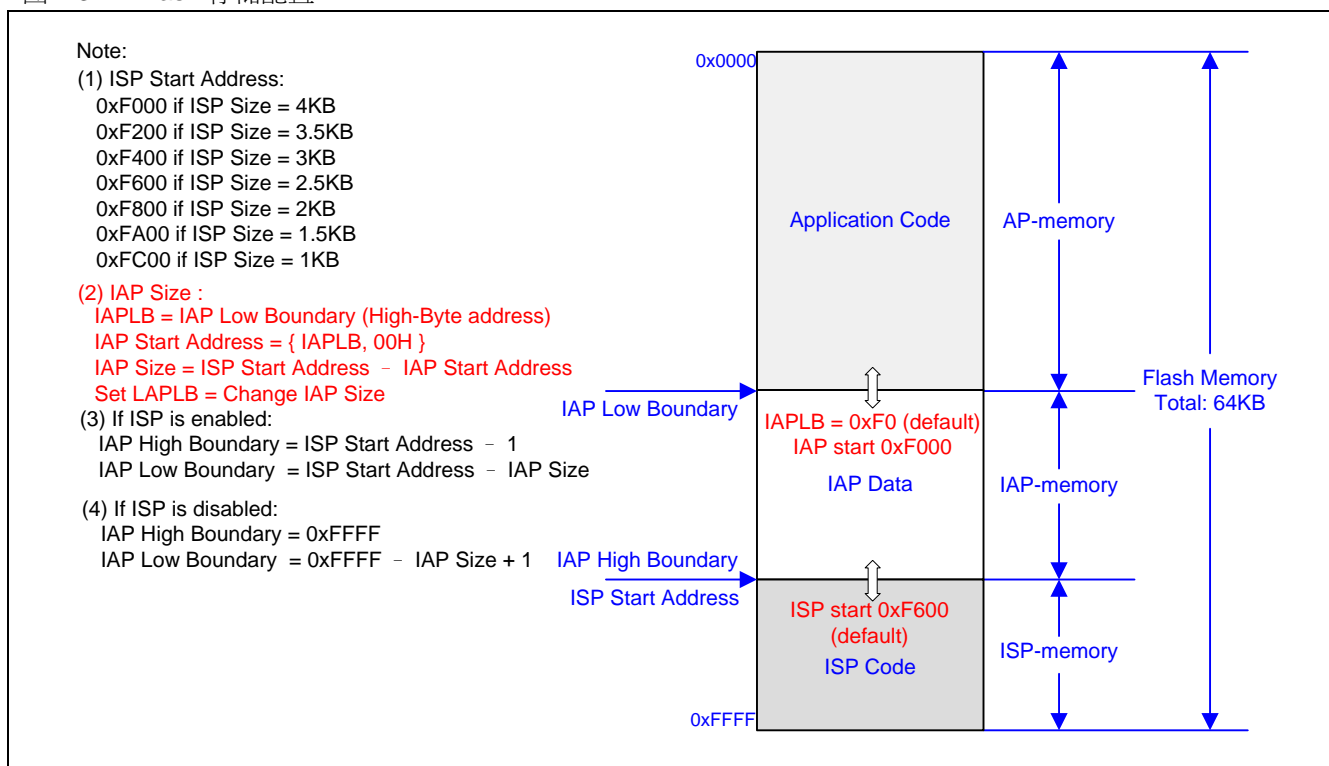 Note:
(1) ISP Start Address:
0xF000 if ISP Size = 4KB
0xF200 if ISP Size = 3.5KB
0xF400 if ISP Size = 3KB
0xF600 if ISP Size = 2.5KB
0xF800 if ISP Size = 2KB
0xFA00 if ISP Size = 1.5KB
0xFC00 if ISP Size = 1KB
(2) IAP Size :
IAPLB = IAP Low Boundary (High-Byte address)
IAP Start Address = { IAPLB, 00H }
IAP Size = ISP Start Address – IAP Start Address
Set LAPLB = Change IAP Size
(3) If ISP is enabled:
IAP High Boundary = ISP Start Address – 1
IAP Low Boundary = ISP Start Address – IAP Size
(4) If ISP is disabled:
IAP High Boundary = 0xFFFF
IAP Low Boundary = 0xFFFF – IAP Size + 1
0x0000
Application Code
AP-memory
IAP Low Boundary
IAPLB = 0xF0 (default)
IAP start 0xF000
IAP Data
IAP-memory
Flash Memory
Total: 64KB
IAP High Boundary
ISP Start Address
ISP start 0xF600
(default)
ISP Code
ISP-memory
0xFFFF